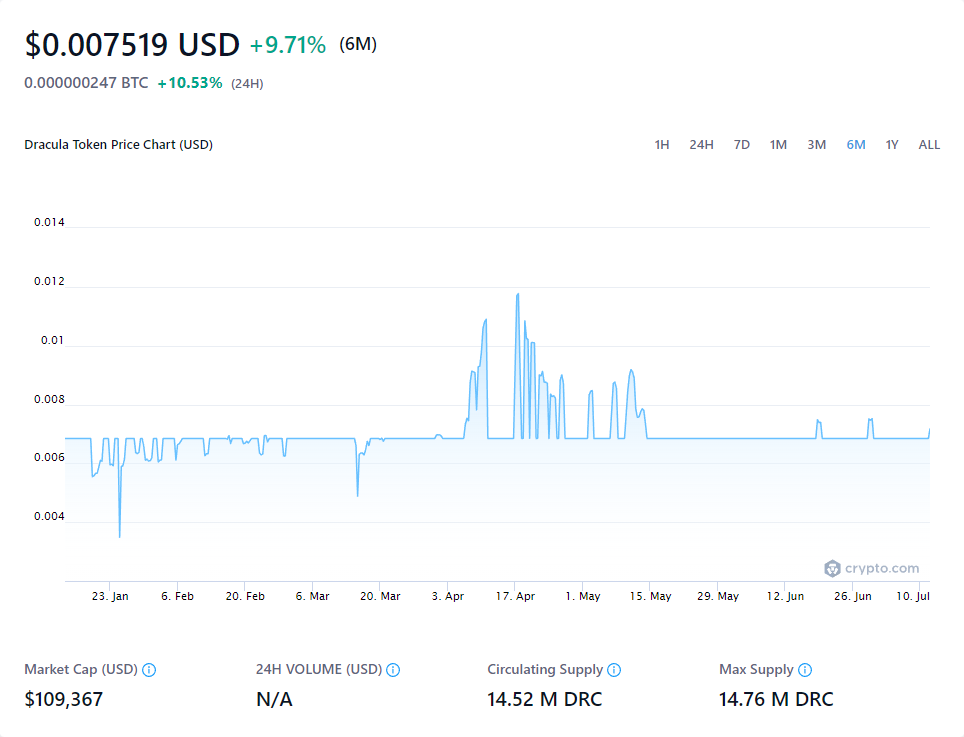 $0.007519 USD +9.71% (6M)
0.000000247 BTC +10.53% (24H)
Dracula Token Price Chart (USD)
1H 24H 7D 1M 3M 6M 1Y ALL
0.014
0.012
0.01
0.008
0.006
0.004
crypto.com
23. Jan 6. Feb 20. Feb 6. Mar 20. Mar 3. Apr 17. Apr 1. May 15. May 29. May 12. Jun 26. Jun 10. Jul
Market Cap (USD) 24H VOLUME (USD) Circulating Supply Max Supply
$109,367 N/A 14.52 M DRC 14.76 M DRC